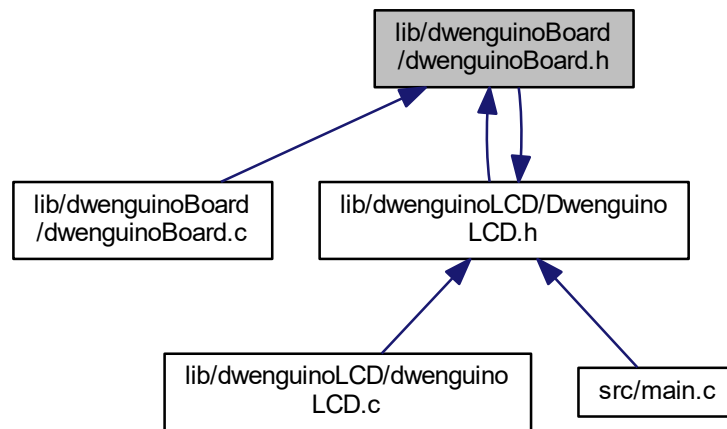 lib/dwenguinoBoard
/dwenguinoBoard.h
lib/dwenguinoBoard
/dwenguinoBoard.c
lib/dwenguinoLCD/Dwenguino
LCD.h
lib/dwenguinoLCD/dwenguino
LCD.c
src/main.c